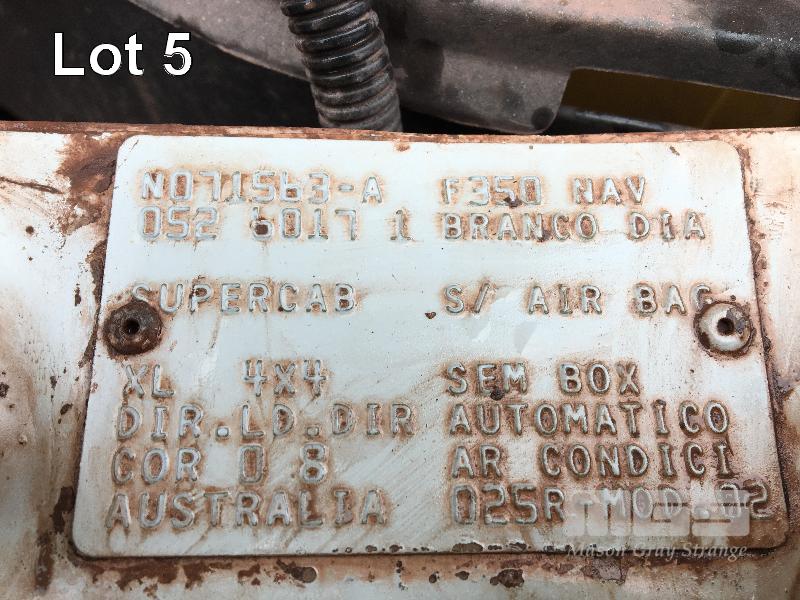 Lot 5
N071563-A F350 NAV
052 6017 1 BRANCO DIA
SUPERCAB S/ AIR BAG
XL 4X4 SEM BOX
DIR.LD.DIR AUTOMATICO
COR 0 8 AR CONDICI
AUSTRALIA 025R MOD.02
Mason Gray Strange